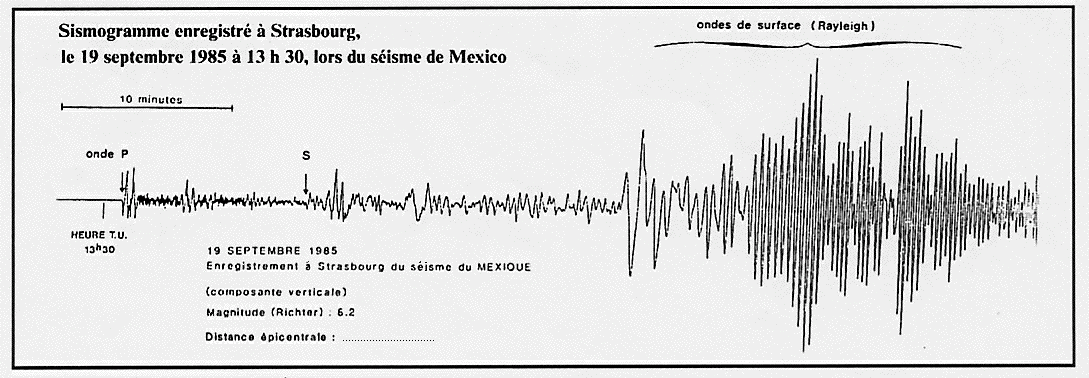 Sismogramme enregistré à Strasbourg,
le 19 septembre 1985 à 13 h 30, lors du séisme de Mexico
ondes de surface (Rayleigh)
10 minutes
onde P
S
HEURE T.U.
13h30
19 SEPTEMBRE 1985
Enregistrement à Strasbourg du séisme du MEXIQUE
(composante verticale)
Magnitude (Richter) : 6.2
Distance épicentrale : ..............................